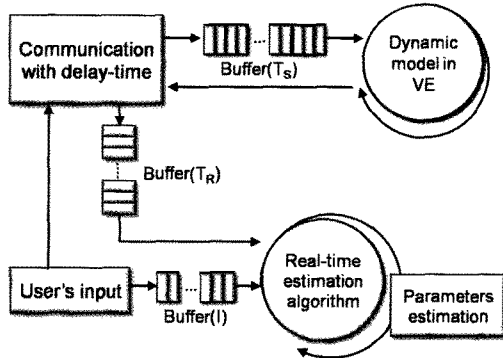 Communication
with delay-time
...
Buffer(T_S)
Dynamic
model in
VE
Buffer(T_R)
User's input
...
Buffer(I)
Real-time
estimation
algorithm
Parameters
estimation